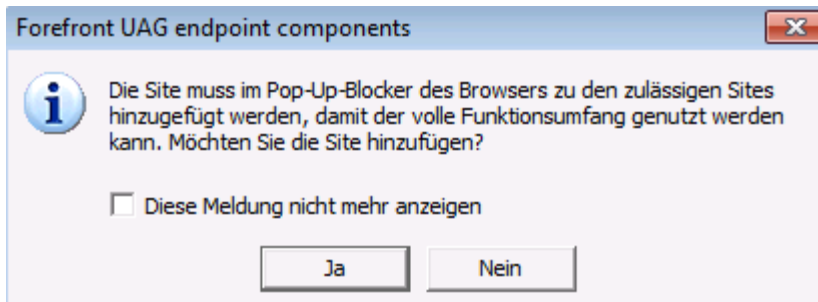 Forefront UAG endpoint components
Die Site muss im Pop-Up-Blocker des Browsers zu den zulässigen Sites
hinzugefügt werden, damit der volle Funktionsumfang genutzt werden
kann. Möchten Sie die Site hinzufügen?
Diese Meldung nicht mehr anzeigen
Ja
Nein